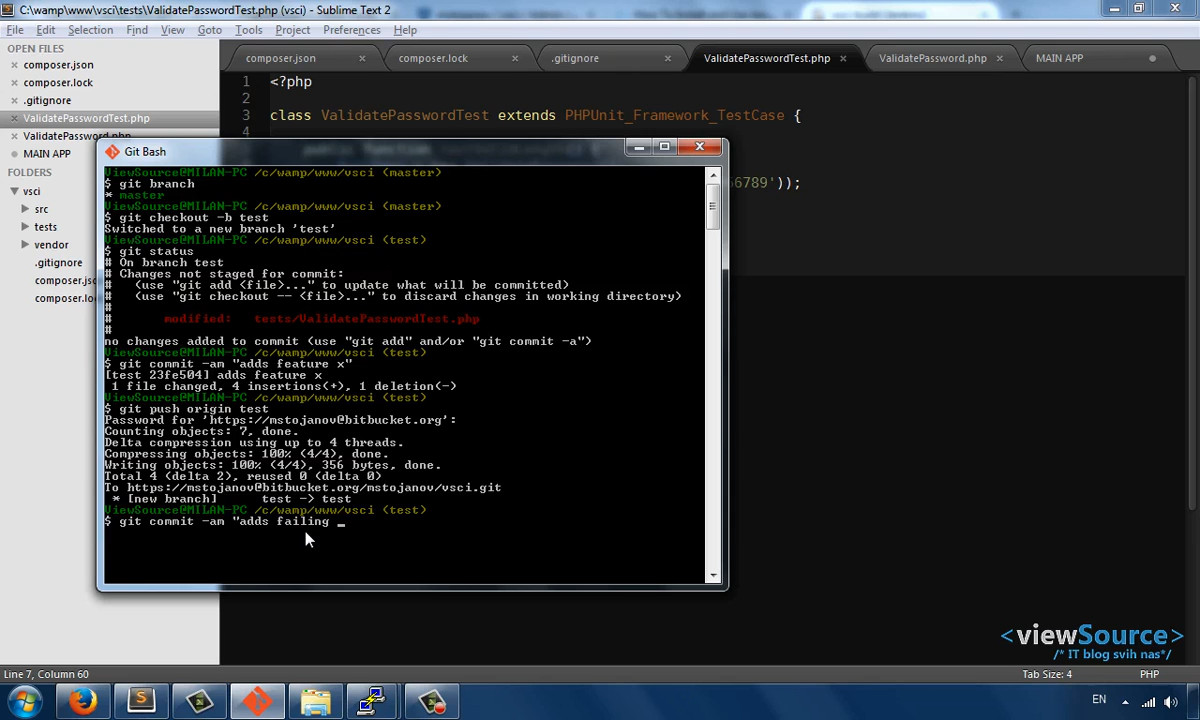 C:\wamp\www\vsci\tests\ValidatePasswordTest.php (vsci) - Sublime Text 2
File Edit Selection Find View Goto Tools Project Preferences Help
OPEN FILES
composer.json
composer.lock
.gitignore
ValidatePasswordTest.php
ValidatePassword.php
MAIN APP
FOLDERS
vsci
src
tests
vendor
.gitignore
composer.jso
composer.lo
composer.json composer.lock .gitignore ValidatePasswordTest.php ValidatePassword.php MAIN APP
1 <?php
2
3 class ValidatePasswordTest extends PHPUnit_Framework_TestCase {
4
56789'));
Git Bash
ViewSource@MILAN-PC /c/wamp/www/vsci (master)
$ git branch
* master
ViewSource@MILAN-PC /c/wamp/www/vsci (master)
$ git checkout -b test
Switched to a new branch 'test'
ViewSource@MILAN-PC /c/wamp/www/vsci (test)
$ git status
# On branch test
# Changes not staged for commit:
#   (use "git add <file>..." to update what will be committed)
#   (use "git checkout -- <file>..." to discard changes in working directory)
#
#       modified:   tests/ValidatePasswordTest.php
#
no changes added to commit (use "git add" and/or "git commit -a")
ViewSource@MILAN-PC /c/wamp/www/vsci (test)
$ git commit -am "adds feature x"
[test 23fe504] adds feature x
1 file changed, 4 insertions(+), 1 deletion(-)
ViewSource@MILAN-PC /c/wamp/www/vsci (test)
$ git push origin test
Password for 'https://mstojanov@bitbucket.org':
Counting objects: 7, done.
Delta compression using up to 4 threads.
Compressing objects: 100% (4/4), done.
Writing objects: 100% (4/4), 356 bytes, done.
Total 4 (delta 2), reused 0 (delta 0)
To https://mstojanov@bitbucket.org/mstojanov/vsci.git
* [new branch]      test -> test
ViewSource@MILAN-PC /c/wamp/www/vsci (test)
$ git commit -am "adds failing _
<viewSource>
/* IT blog svih nas*/
Line 7, Column 60
Tab Size: 4
PHP
EN